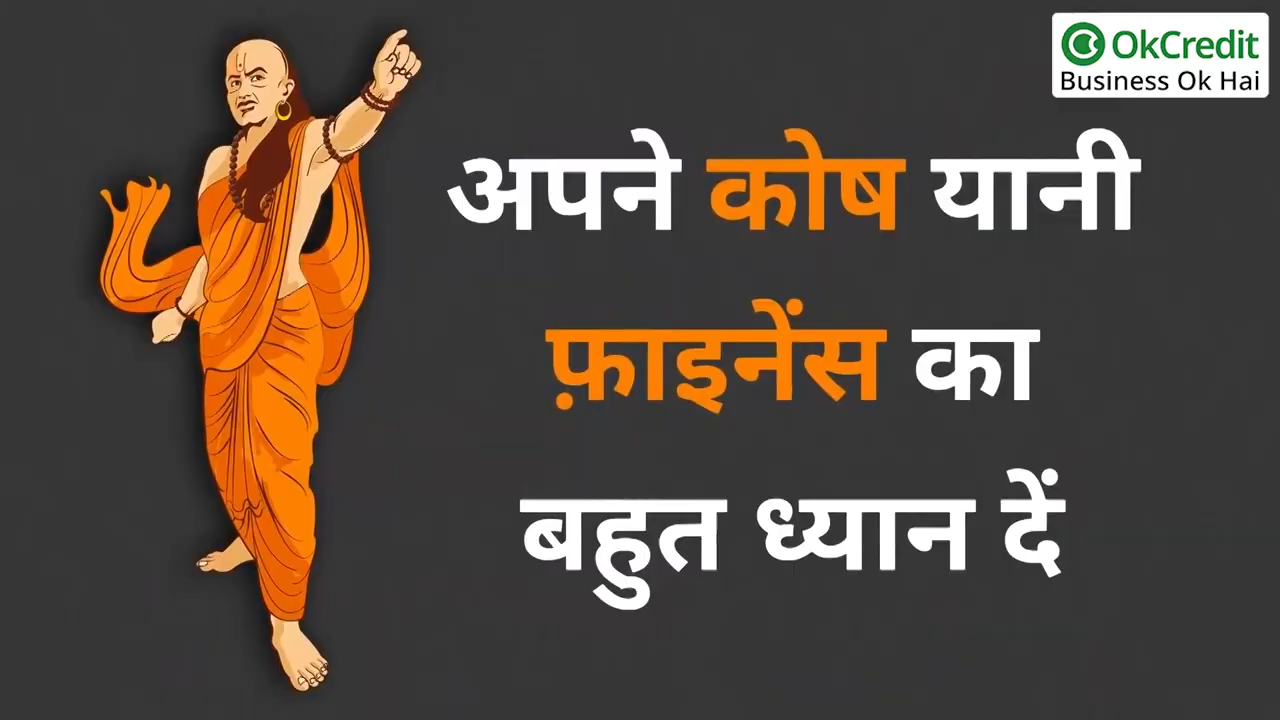 OkCredit
Business Ok Hai
अपने कोष यानी
फ़ाइनेंस का
बहुत ध्यान दें